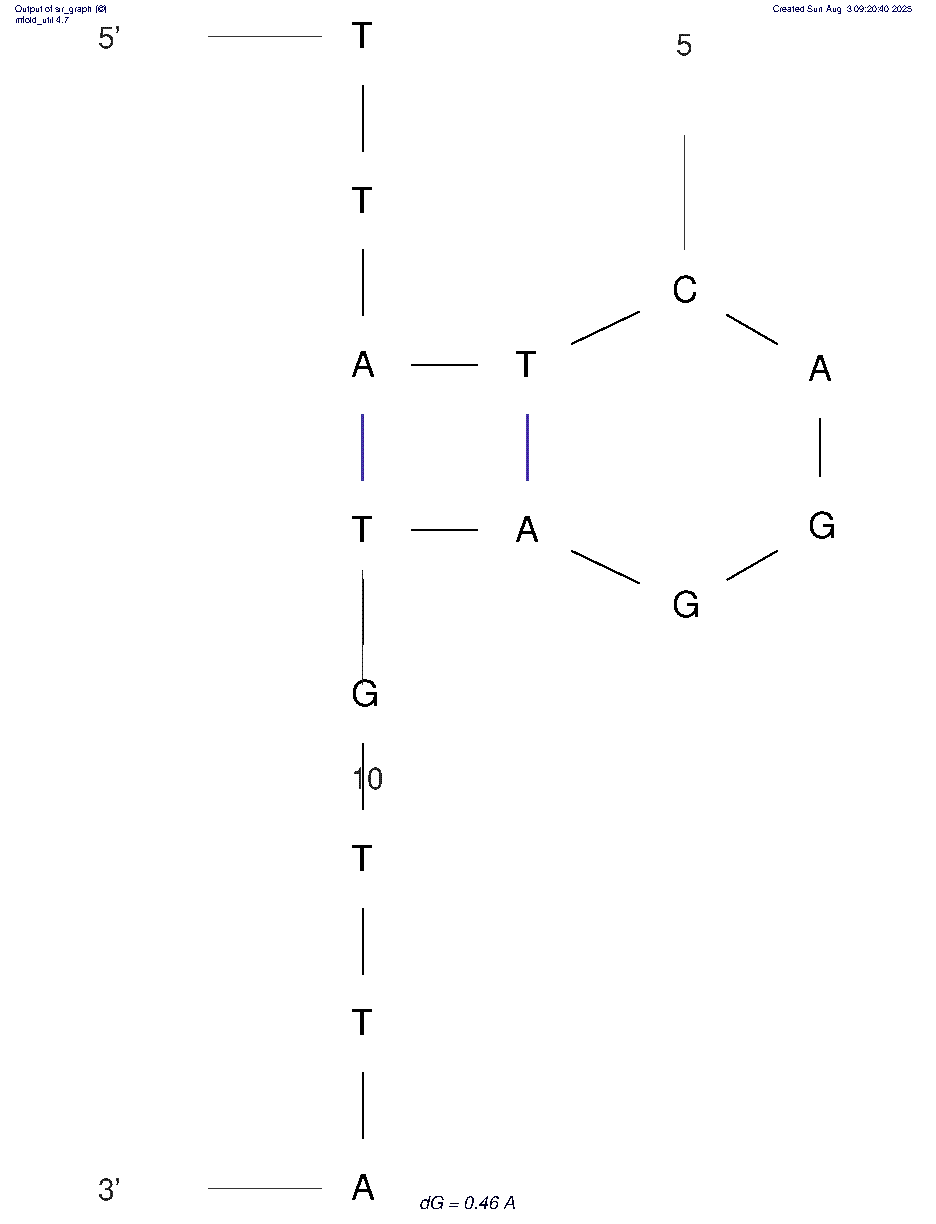 Output of sir_graph (©)
mfold_util 4.7
Created Sun Aug 3 09:20:40 2025
5’
T
5
T
C
A
T
A
T
A
G
G
G
10
T
T
3’
A
dG = 0.46 A